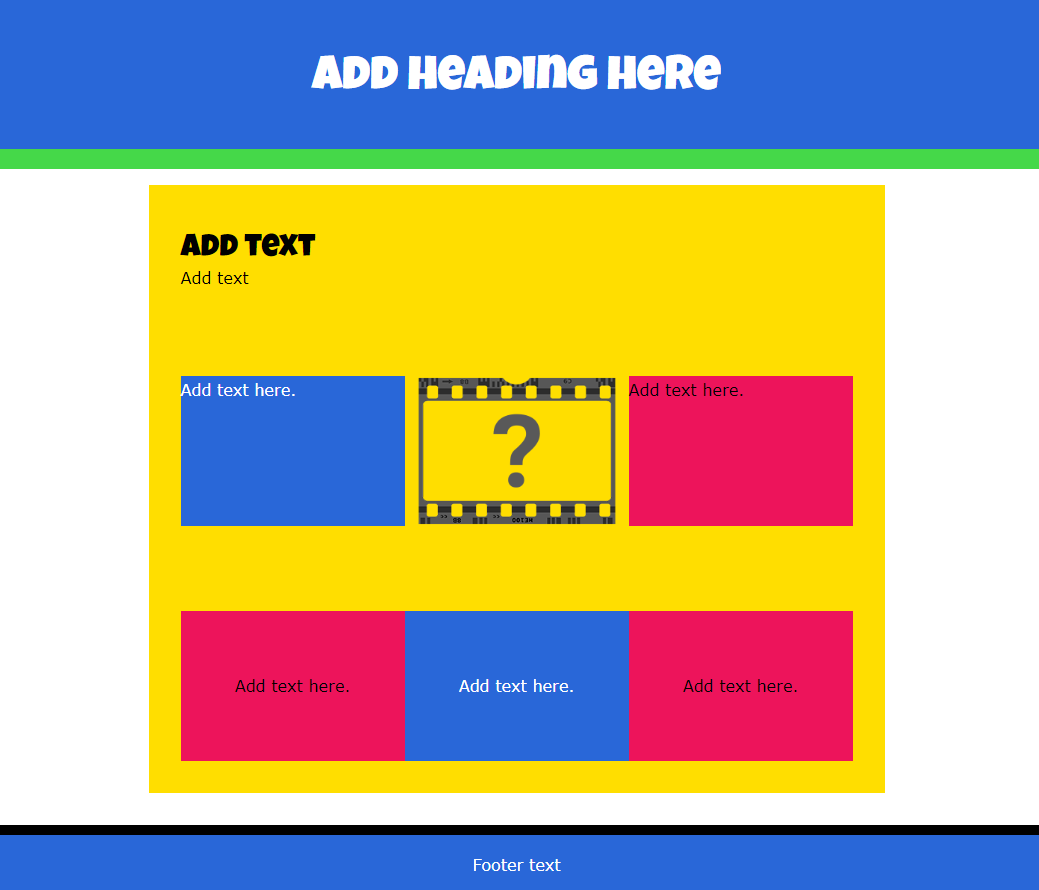 ADD HEADING HERE
ADD TEXT
Add text
Add text here.
?
Add text here.
Add text here.
Add text here.
Add text here.
Footer text